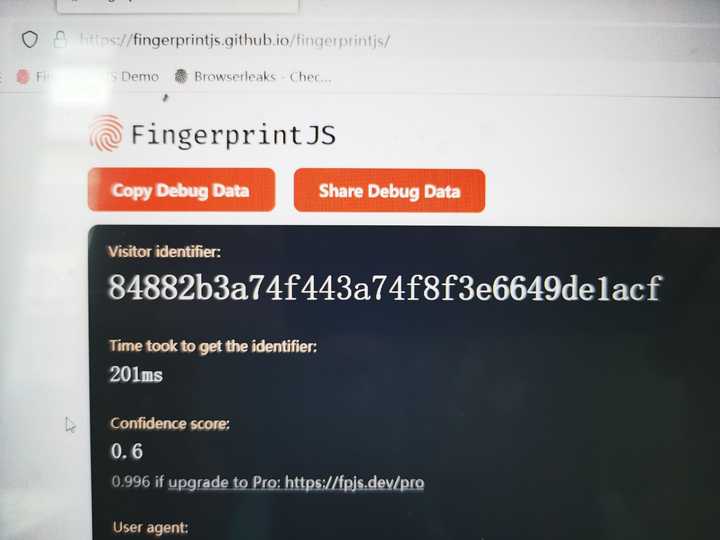 https://fingerprintjs.github.io/fingerprintjs/
JS Demo Browserleaks - Chec...
FingerprintJS
Copy Debug Data Share Debug Data
Visitor identifier:
84882b3a74f443a74f8f3e6649de1acf
Time took to get the identifier:
201ms
Confidence score:
0.6
0.996 if upgrade to Pro: https://fpjs.dev/pro
User agent: